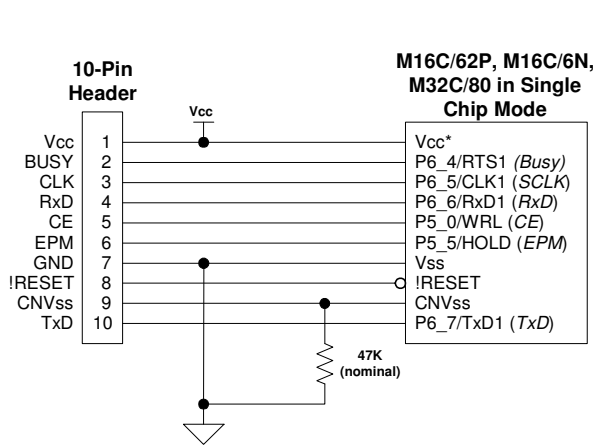 10-Pin
Header
M16C/62P, M16C/6N,
M32C/80 in Single
Chip Mode
Vcc
Vcc 1 Vcc*
BUSY 2 P6_4/RTS1 (Busy)
CLK 3 P6_5/CLK1 (SCLK)
RxD 4 P6_6/RxD1 (RxD)
CE 5 P5_0/WRL (CE)
EPM 6 P5_5/HOLD (EPM)
GND 7 Vss
!RESET 8 !RESET
CNVss 9 CNVss
TxD 10 P6_7/TxD1 (TxD)
47K
(nominal)